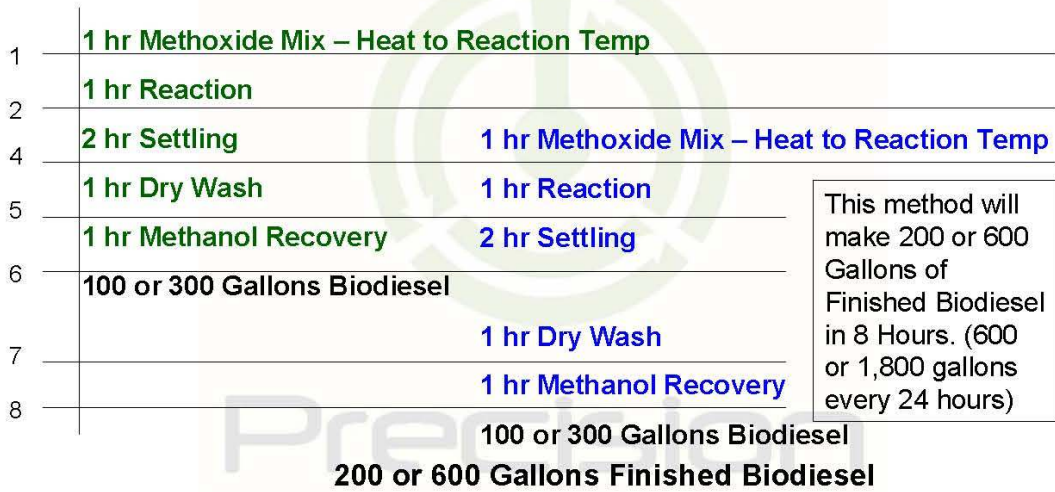 1 hr Methoxide Mix – Heat to Reaction Temp
1
1 hr Reaction
2
2 hr Settling
1 hr Methoxide Mix – Heat to Reaction Temp
4
1 hr Dry Wash
1 hr Reaction
5
1 hr Methanol Recovery
2 hr Settling
6
100 or 300 Gallons Biodiesel
1 hr Dry Wash
7
1 hr Methanol Recovery
8
100 or 300 Gallons Biodiesel
200 or 600 Gallons Finished Biodiesel
This method will
make 200 or 600
Gallons of
Finished Biodiesel
in 8 Hours. (600
or 1,800 gallons
every 24 hours)
Precision